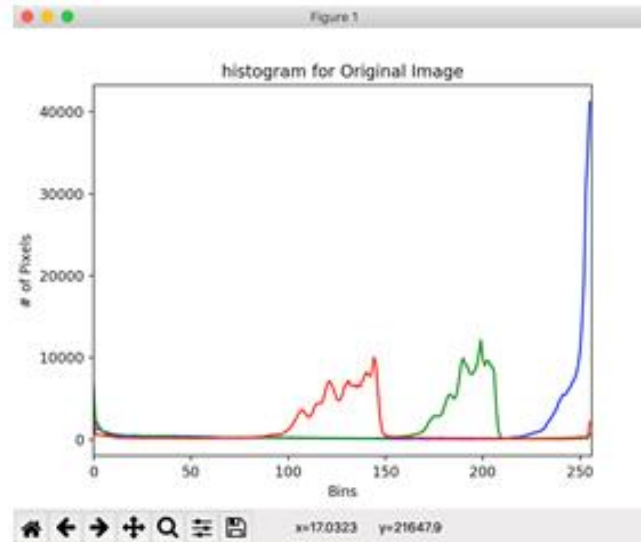 Figure 1
histogram for Original Image
40000
30000
20000
10000
0
# of Pixels
0 50 100 150 200 250
Bins
x=17.0323 y=21647.9